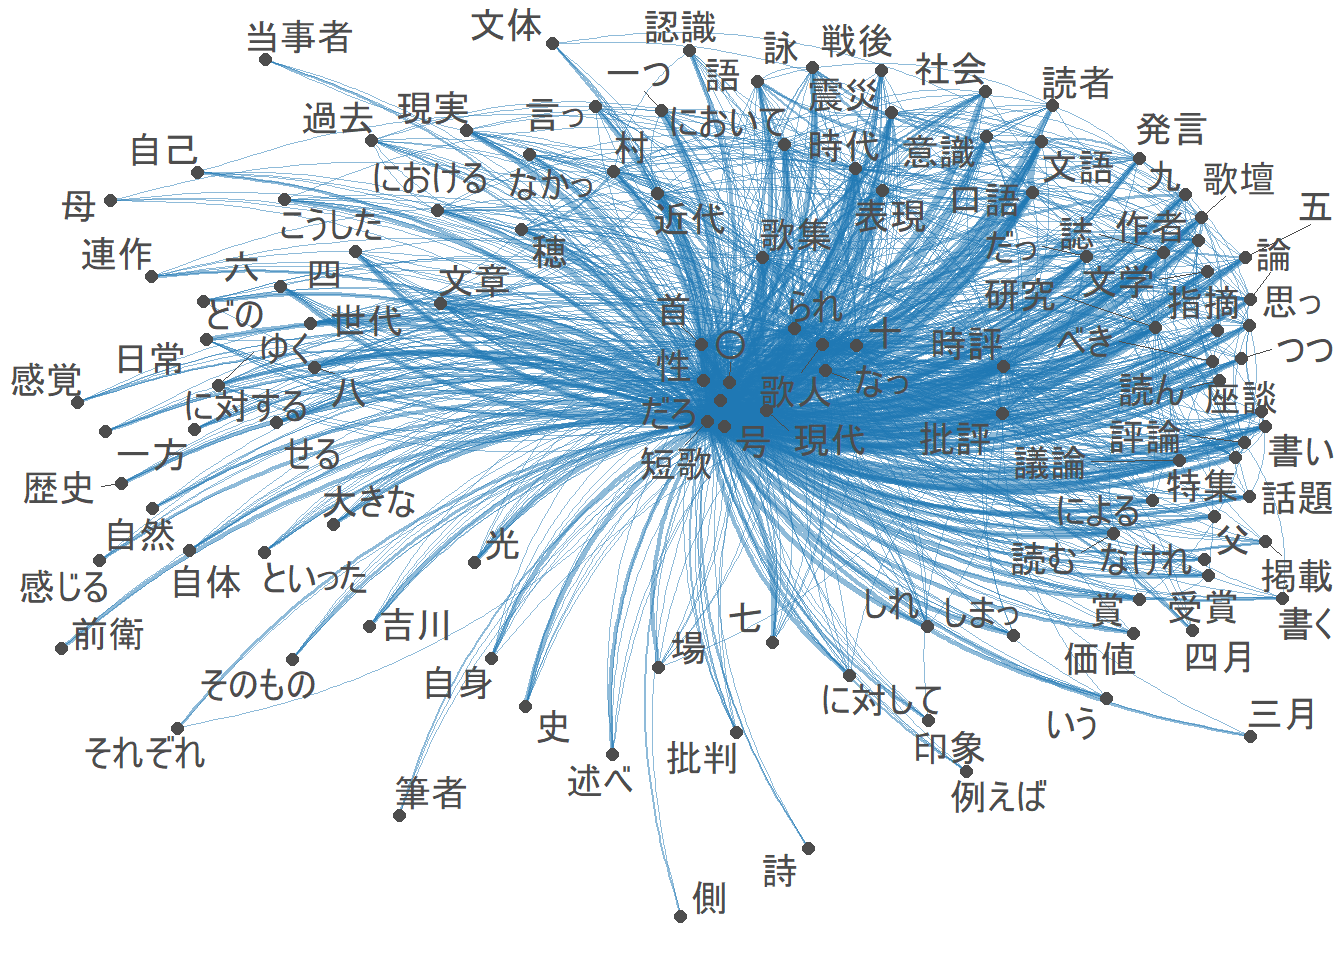 当事者
文体
認識
一つ
語
詠
戦後
社会
読者
過去
現実
言っ
において
震災
発言
自己
村
時代
意識
文語
九
歌壇
における
なかっ
母
こうした
近代
表現
口語
五
連作
穂
歌集
だっ
誌
作者
論
六
四
文章
研究
文学
指摘
思っ
どの
世代
首
られ
〇
十
時評
べき
つつ
日常
ゆく
性
感覚
八
歌人
なっ
読ん
座談
に対する
だろ
一方
せる
短歌
号
現代
批評
議論
評論
書い
歴史
大きな
特集
話題
自然
光
による
感じる
自体
といった
読む
なけれ
父
掲載
前衛
吉川
しれ
しまっ
賞
受賞
書く
七
場
価値
四月
そのもの
自身
に対して
いう
三月
それぞれ
史
述べ
批判
印象
筆者
例えば
詩
側